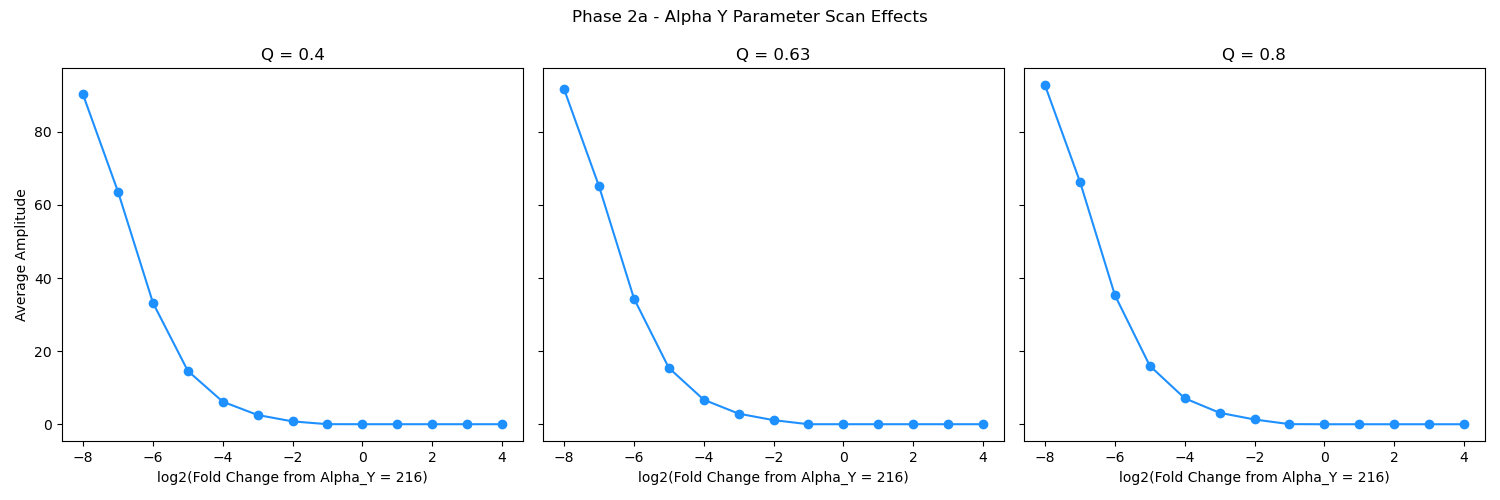 Phase 2a - Alpha Y Parameter Scan Effects
Q = 0.4
Q = 0.63
Q = 0.8
Average Amplitude
80
60
40
20
0
−8 −6 −4 −2 0 2 4
−8 −6 −4 −2 0 2 4
−8 −6 −4 −2 0 2 4
log2(Fold Change from Alpha_Y = 216)
log2(Fold Change from Alpha_Y = 216)
log2(Fold Change from Alpha_Y = 216)